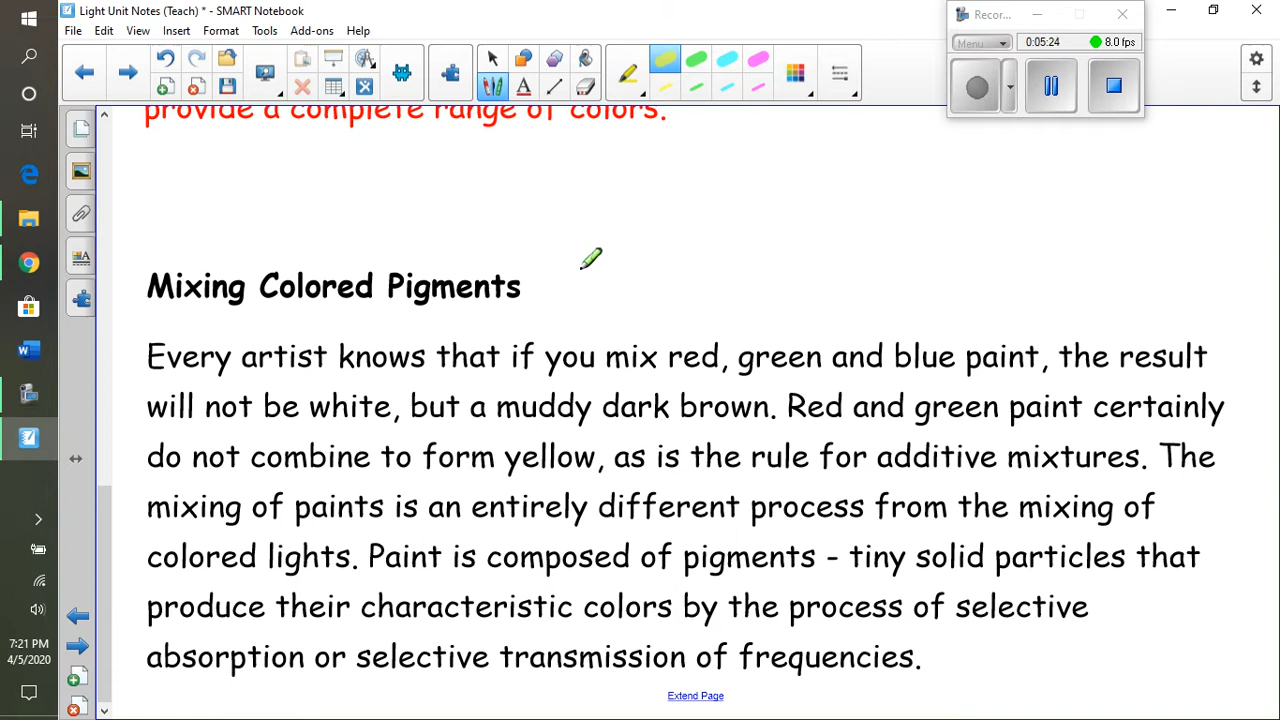 Light Unit Notes (Teach) * - SMART Notebook
File Edit View Insert Format Tools Add-ons Help
Recor...
Menu
0:05:24
8.0 fps
provide a complete range of colors.
Mixing Colored Pigments
Every artist knows that if you mix red, green and blue paint, the result
will not be white, but a muddy dark brown. Red and green paint certainly
do not combine to form yellow, as is the rule for additive mixtures. The
mixing of paints is an entirely different process from the mixing of
colored lights. Paint is composed of pigments - tiny solid particles that
produce their characteristic colors by the process of selective
absorption or selective transmission of frequencies.
Extend Page
7:21 PM
4/5/2020